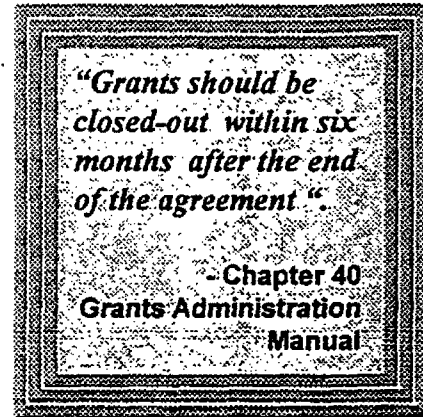 “Grants should be
closed-out within six
months after the end
of the agreement “.
- Chapter 40
Grants Administration
Manual